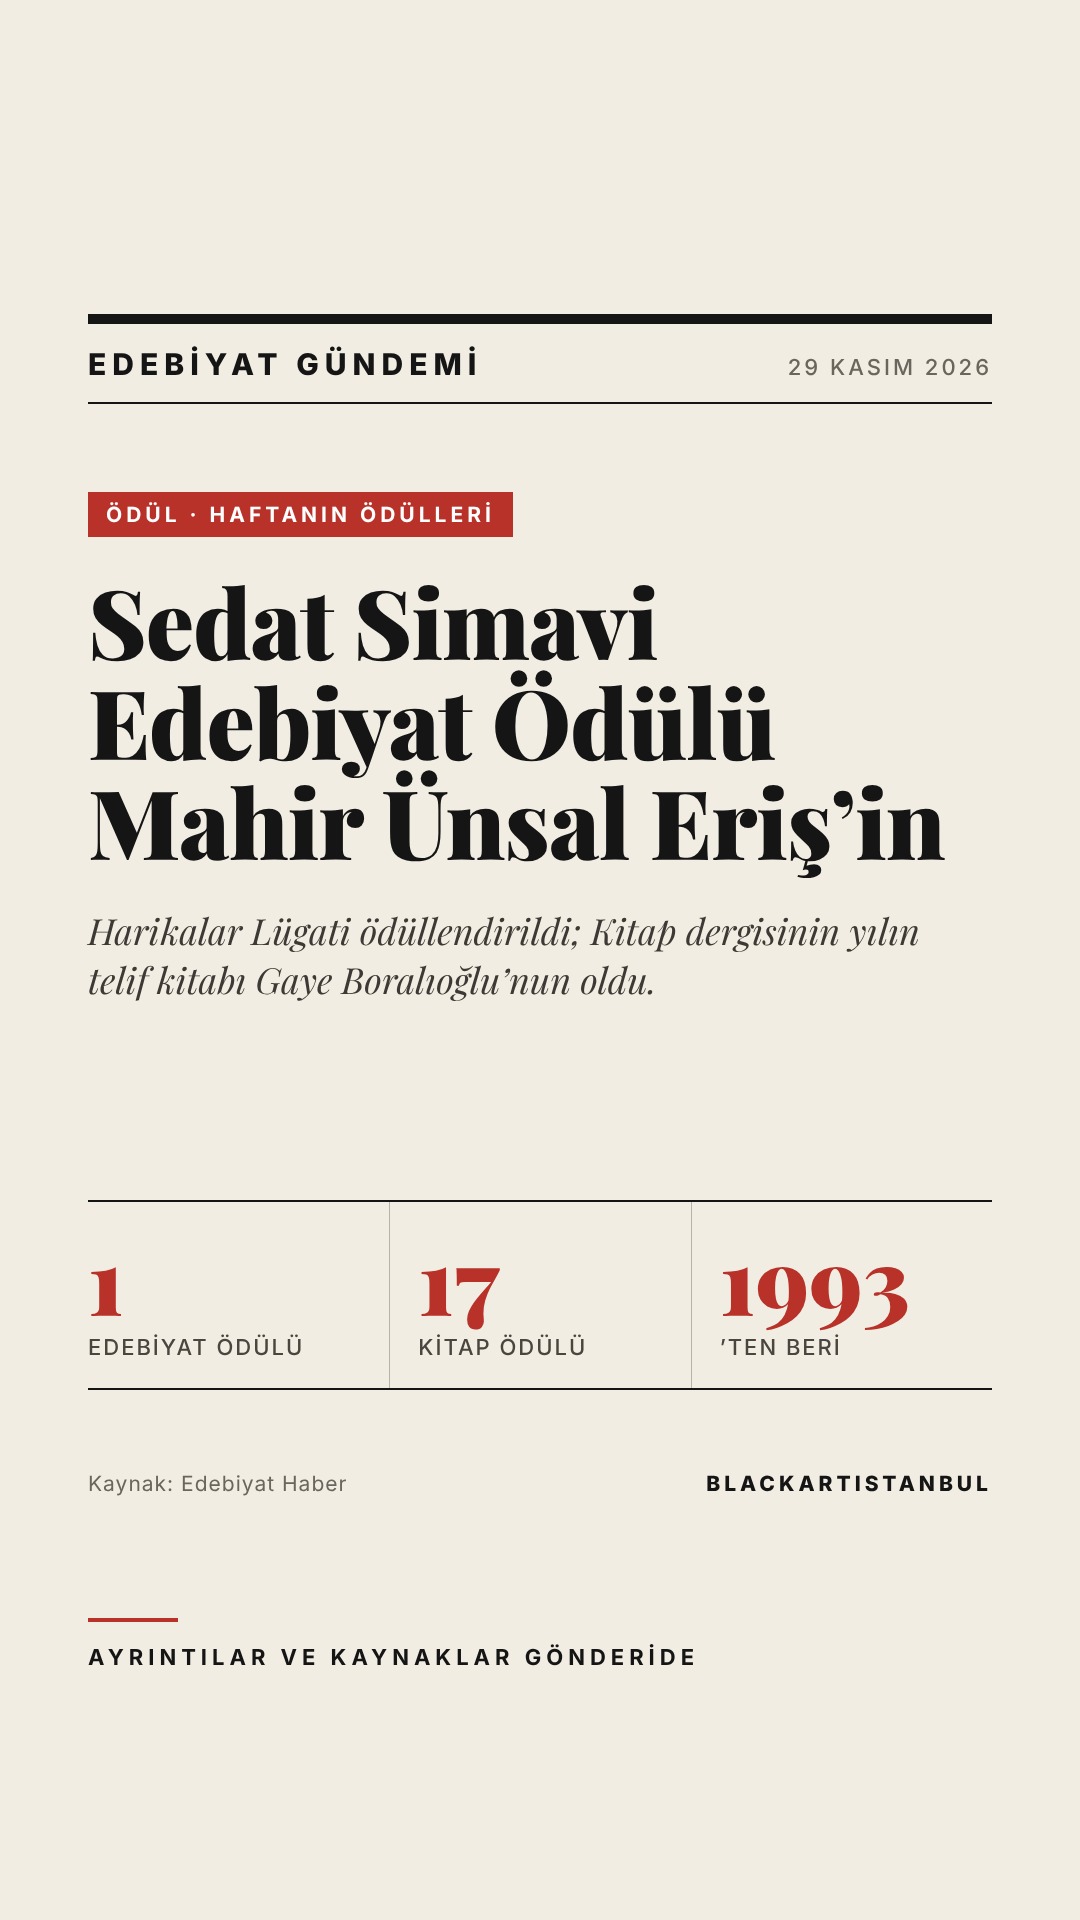 EDEBİYAT GÜNDEMİ
29 KASIM 2026
ÖDÜL · HAFTANIN ÖDÜLLERİ
Sedat Simavi
Edebiyat Ödülü
Mahir Ünsal Eriş’in
Harikalar Lügati ödüllendirildi; Kitap dergisinin yılın
telif kitabı Gaye Boralıoğlu’nun oldu.
1
EDEBİYAT ÖDÜLÜ
17
KİTAP ÖDÜLÜ
1993
’TEN BERİ
Kaynak: Edebiyat Haber
BLACKARTISTANBUL
AYRINTILAR VE KAYNAKLAR GÖNDERİDE